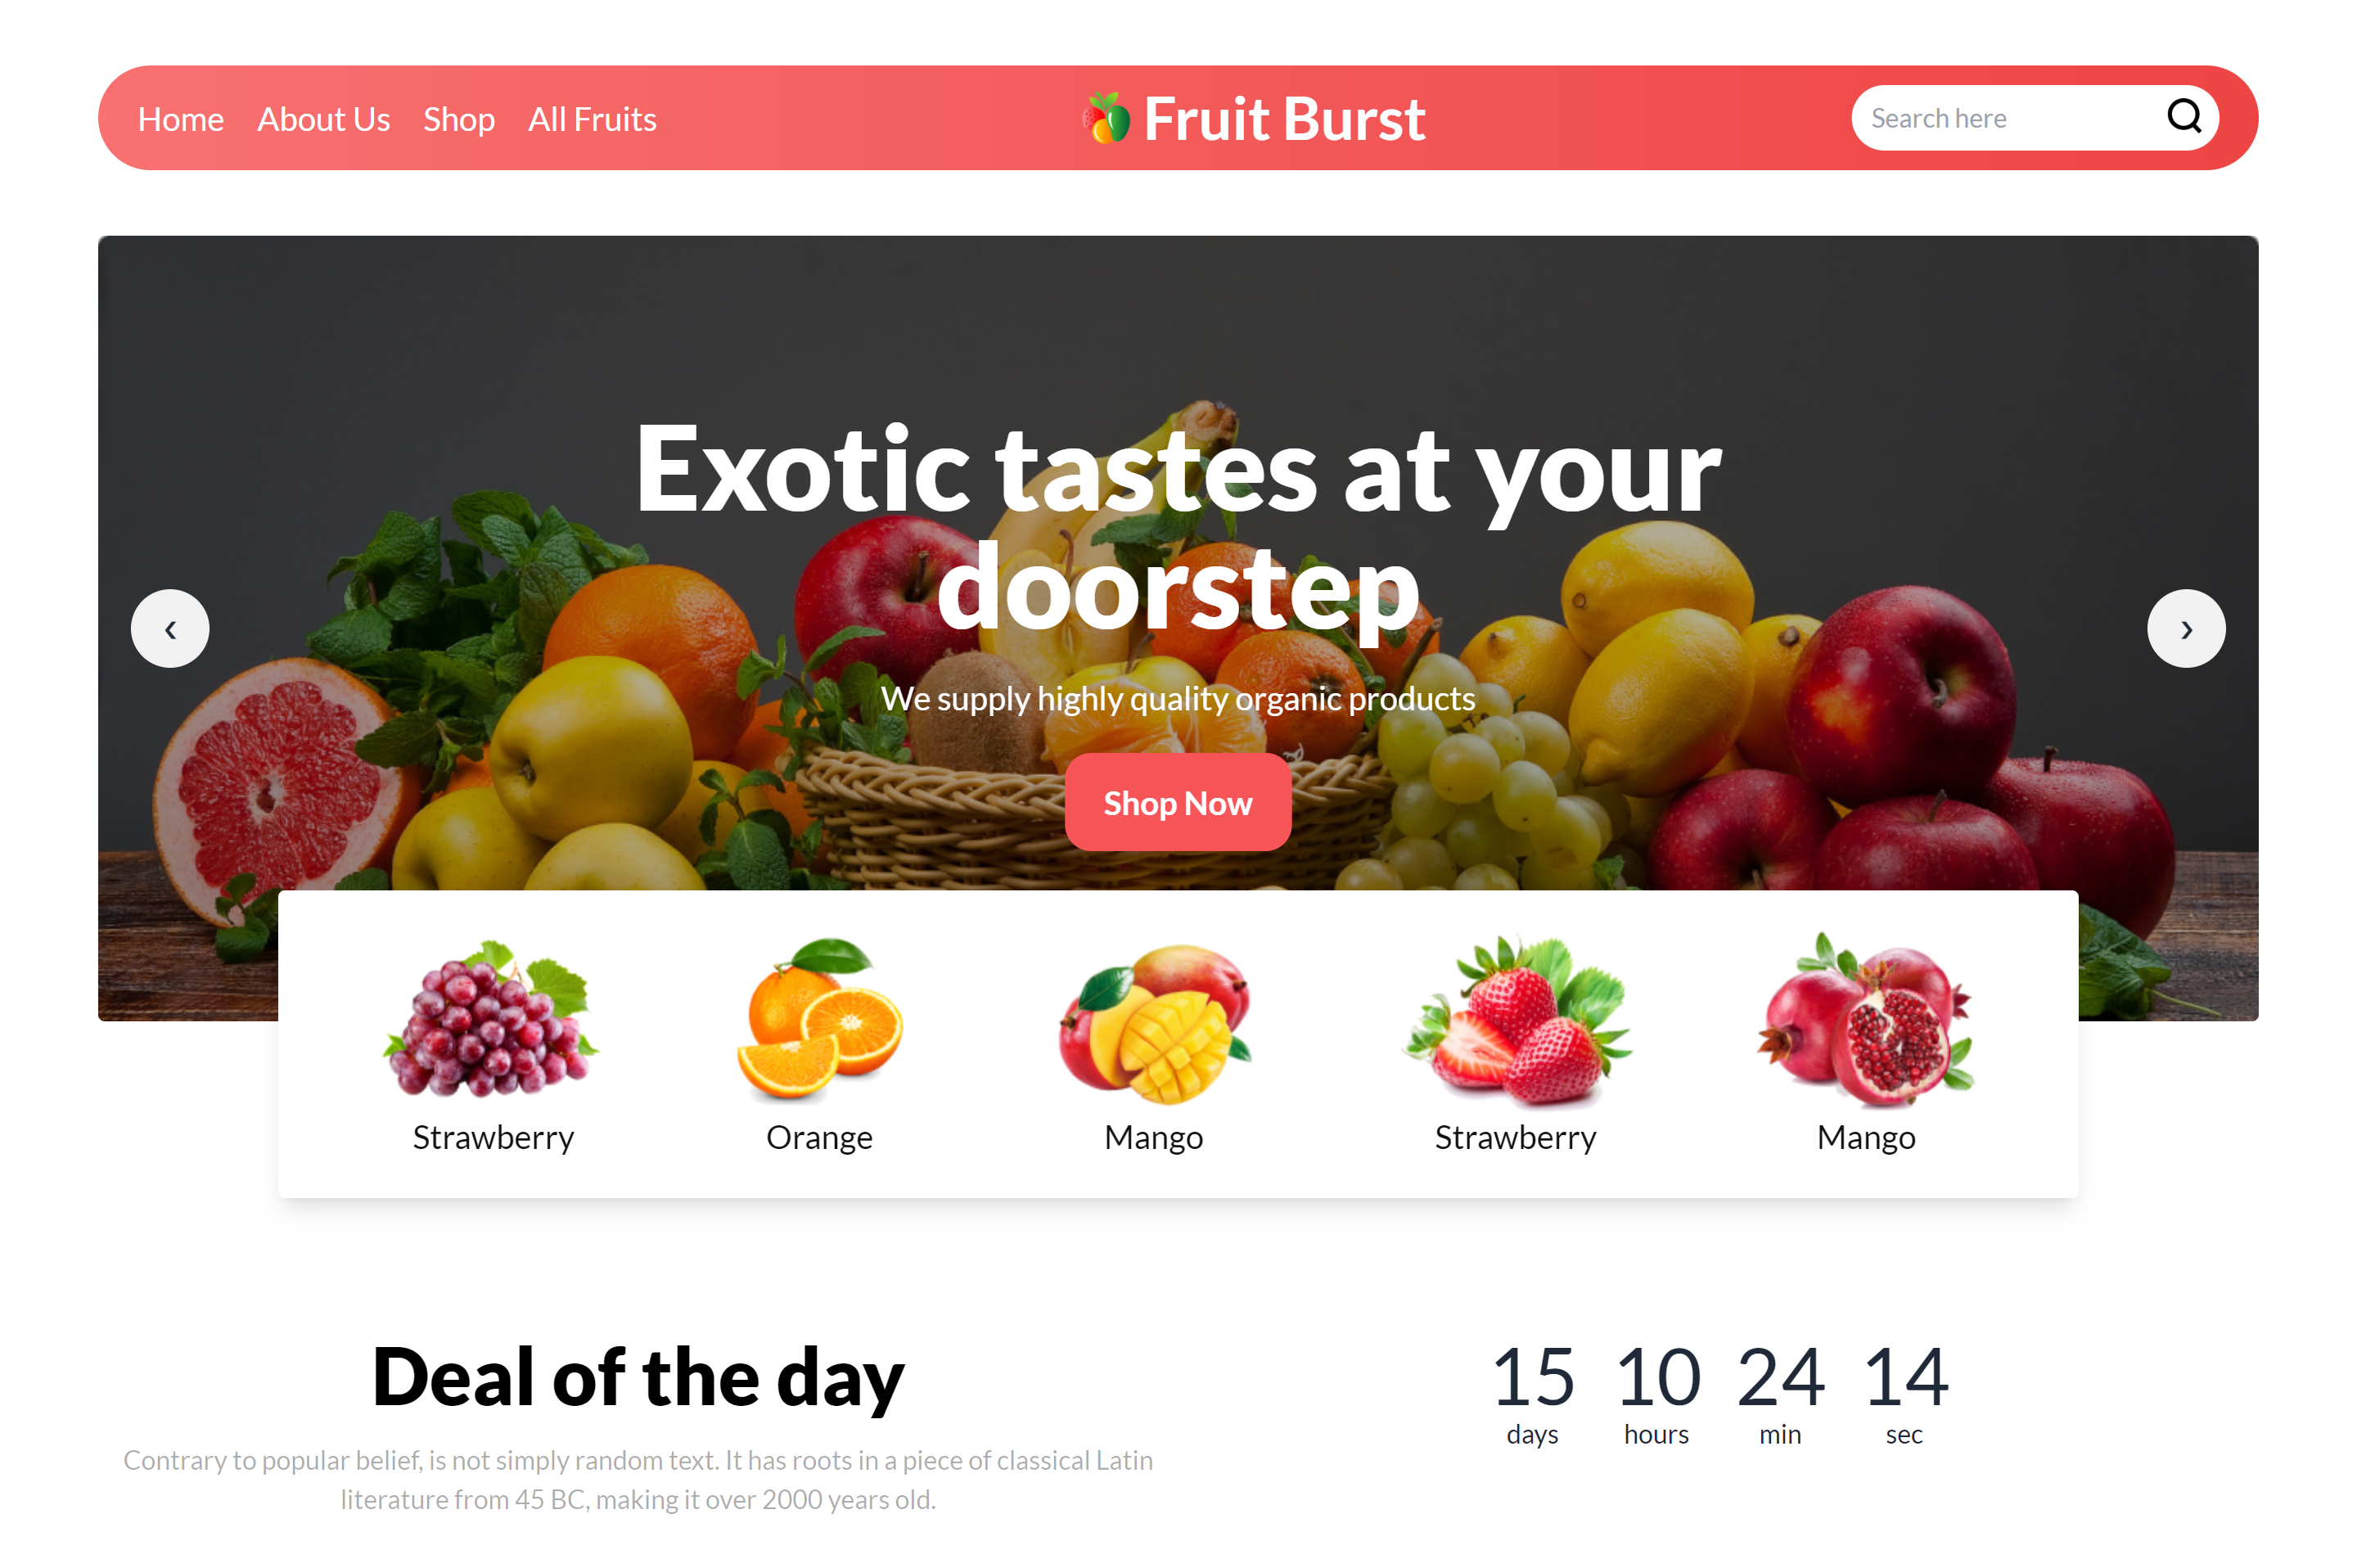 Home About Us Shop All Fruits
Fruit Burst
Search here
Exotic tastes at your
doorstep
We supply highly quality organic products
‹
›
Shop Now
Strawberry Orange Mango Strawberry Mango
Deal of the day
Contrary to popular belief, is not simply random text. It has roots in a piece of classical Latin
literature from 45 BC, making it over 2000 years old.
15 10 24 14
days hours min sec